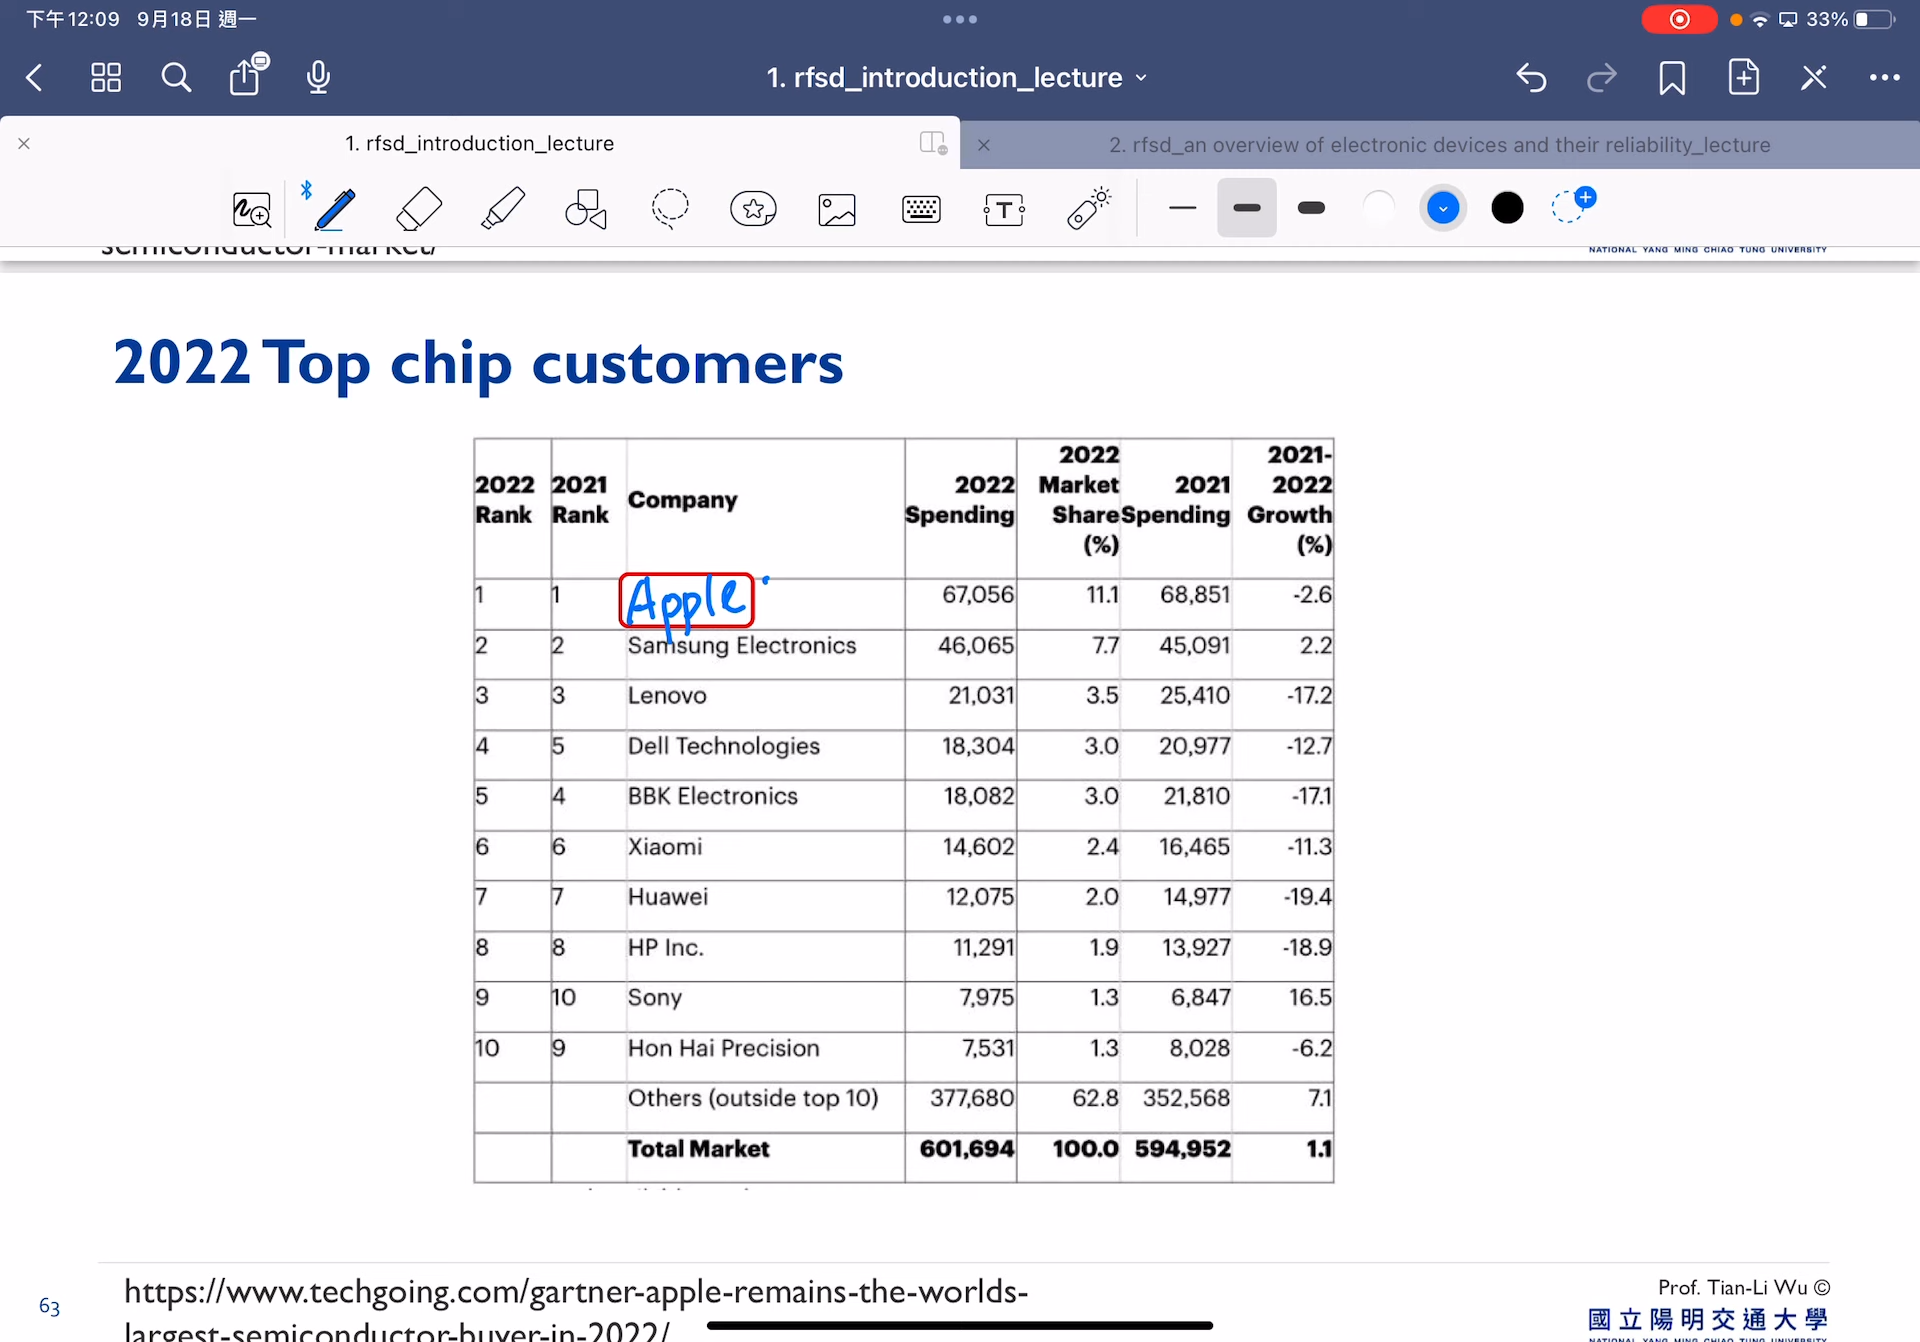 下午12:09 9月18日 週一
33%
1. rfsd_introduction_lecture
1. rfsd_introduction_lecture
2. rfsd_an overview of electronic devices and their reliability_lecture
semiconductor-market/
NATIONAL YANG MING CHIAO TUNG UNIVERSITY
2022 Top chip customers
2022 Rank 2021 Rank Company 2022 Spending 2022 Market Share (%) 2021 Spending 2021-2022 Growth (%)
1 1 Apple 67,056 11.1 68,851 -2.6
2 2 Samsung Electronics 46,065 7.7 45,091 2.2
3 3 Lenovo 21,031 3.5 25,410 -17.2
4 5 Dell Technologies 18,304 3.0 20,977 -12.7
5 4 BBK Electronics 18,082 3.0 21,810 -17.1
6 6 Xiaomi 14,602 2.4 16,465 -11.3
7 7 Huawei 12,075 2.0 14,977 -19.4
8 8 HP Inc. 11,291 1.9 13,927 -18.9
9 10 Sony 7,975 1.3 6,847 16.5
10 9 Hon Hai Precision 7,531 1.3 8,028 -6.2
Others (outside top 10) 377,680 62.8 352,568 7.1
Total Market 601,694 100.0 594,952 1.1
63
https://www.techgoing.com/gartner-apple-remains-the-worlds-
largest-semiconductor-buyer-in-2022/
Prof. Tian-Li Wu ©
國立陽明交通大學
NATIONAL YANG MING CHIAO TUNG UNIVERSITY